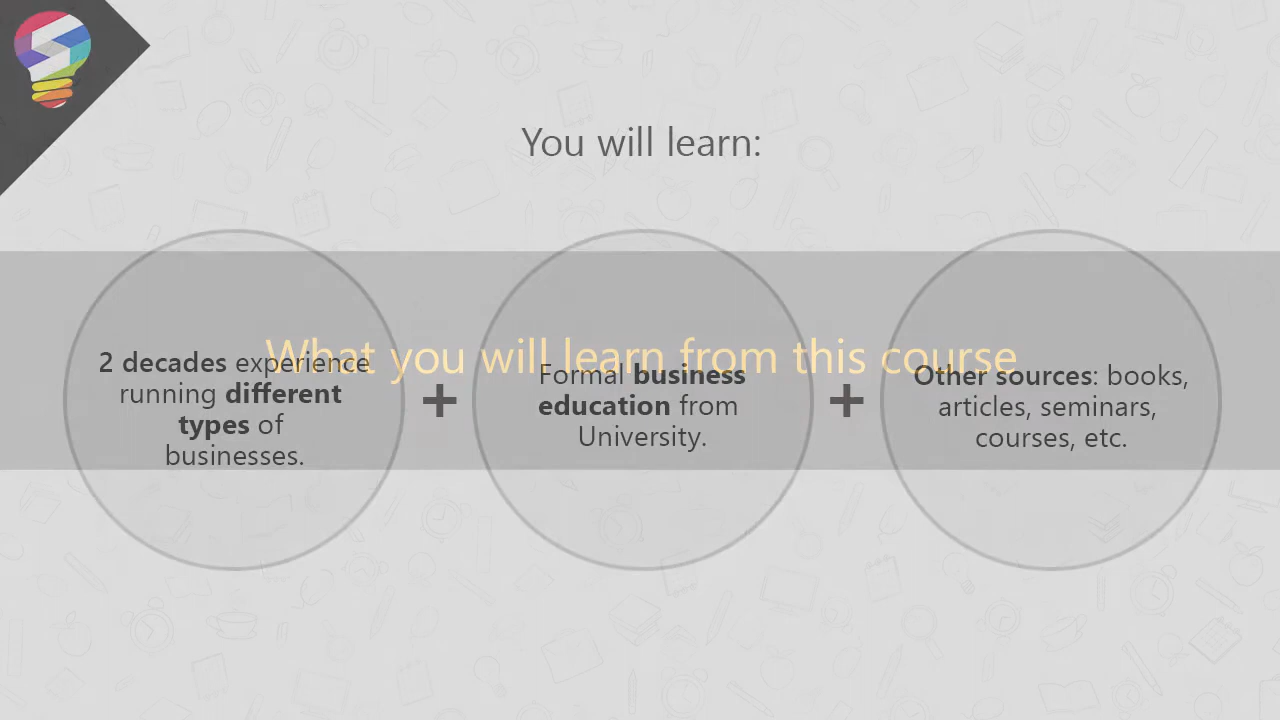 You will learn:
What you will learn from this course
2 decades experience
running different
types of
businesses.
+
Formal business
education from
University.
+
Other sources: books,
articles, seminars,
courses, etc.